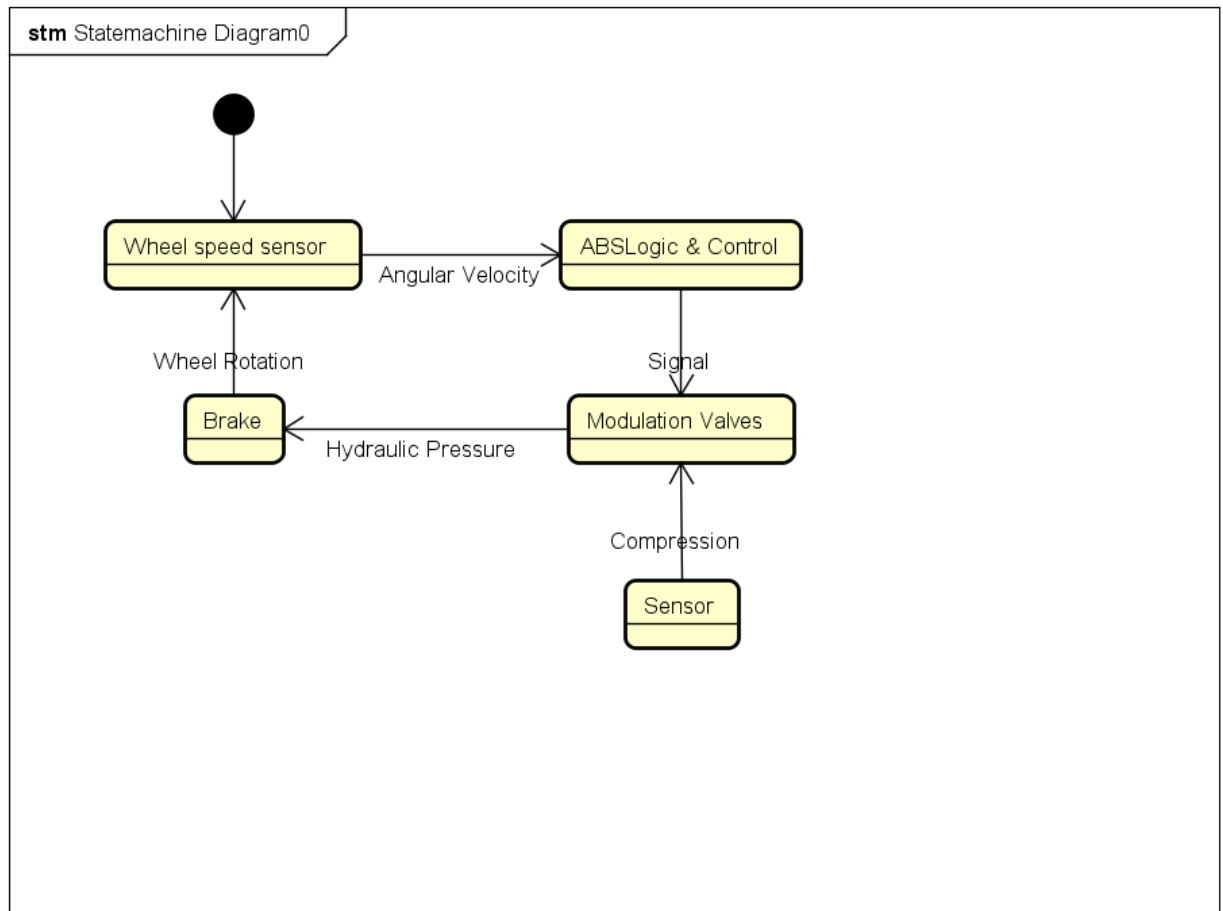 stm Statemachine Diagram0
Wheel speed sensor
ABSLogic & Control
Angular Velocity
Wheel Rotation
Signal
Brake
Modulation Valves
Hydraulic Pressure
Compression
Sensor